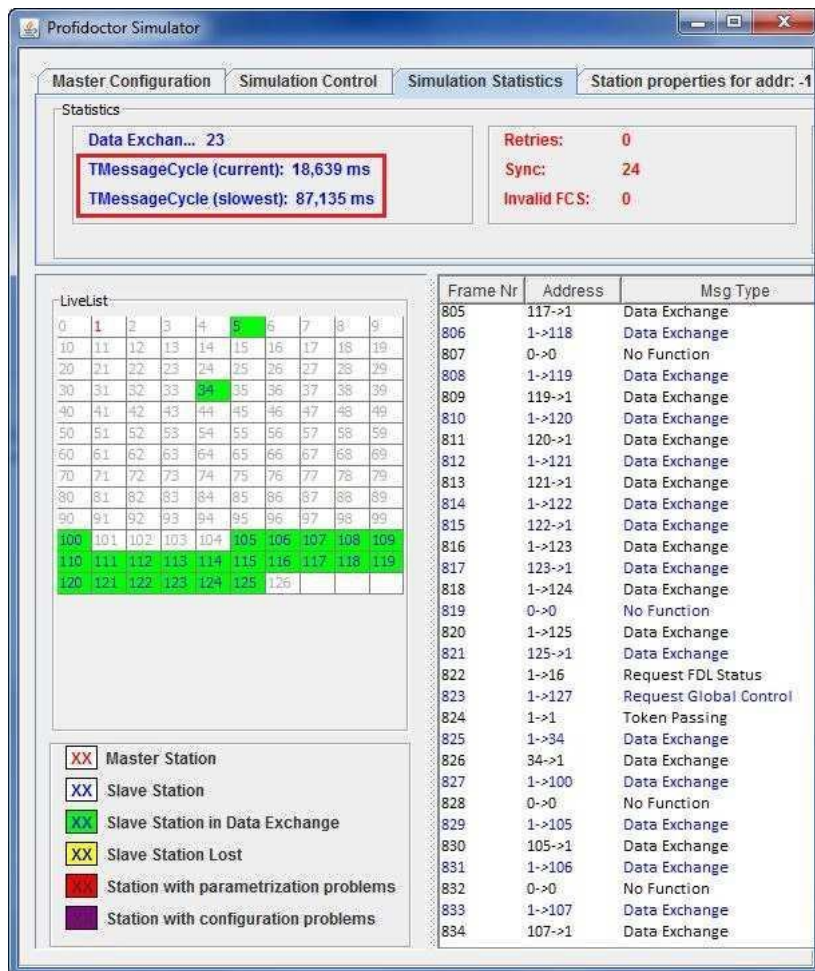 Profidoctor Simulator
Master Configuration Simulation Control Simulation Statistics Station properties for addr: -1
Statistics
Data Exchan... 23
TMessageCycle (current): 18,639 ms
TMessageCycle (slowest): 87,135 ms
Retries: 0
Sync: 24
Invalid FCS: 0
LiveList
0 1 2 3 4 5 6 7 8 9
10 11 12 13 14 15 16 17 18 19
20 21 22 23 24 25 26 27 28 29
30 31 32 33 34 35 36 37 38 39
40 41 42 43 44 45 46 47 48 49
50 51 52 53 54 55 56 57 58 59
60 61 62 63 64 65 66 67 68 69
70 71 72 73 74 75 76 77 78 79
80 81 82 83 84 85 86 87 88 89
90 91 92 93 94 95 96 97 98 99
100 101 102 103 104 105 106 107 108 109
110 111 112 113 114 115 116 117 118 119
120 121 122 123 124 125 126
XX Master Station
XX Slave Station
XX Slave Station in Data Exchange
XX Slave Station Lost
XX Station with parametrization problems
Station with configuration problems
Frame Nr Address Msg Type
805 117->1 Data Exchange
806 1->118 Data Exchange
807 0->0 No Function
808 1->119 Data Exchange
809 119->1 Data Exchange
810 1->120 Data Exchange
811 120->1 Data Exchange
812 1->121 Data Exchange
813 121->1 Data Exchange
814 1->122 Data Exchange
815 122->1 Data Exchange
816 1->123 Data Exchange
817 123->1 Data Exchange
818 1->124 Data Exchange
819 0->0 No Function
820 1->125 Data Exchange
821 125->1 Data Exchange
822 1->16 Request FDL Status
823 1->127 Request Global Control
824 1->1 Token Passing
825 1->34 Data Exchange
826 34->1 Data Exchange
827 1->100 Data Exchange
828 0->0 No Function
829 1->105 Data Exchange
830 105->1 Data Exchange
831 1->106 Data Exchange
832 0->0 No Function
833 1->107 Data Exchange
834 107->1 Data Exchange